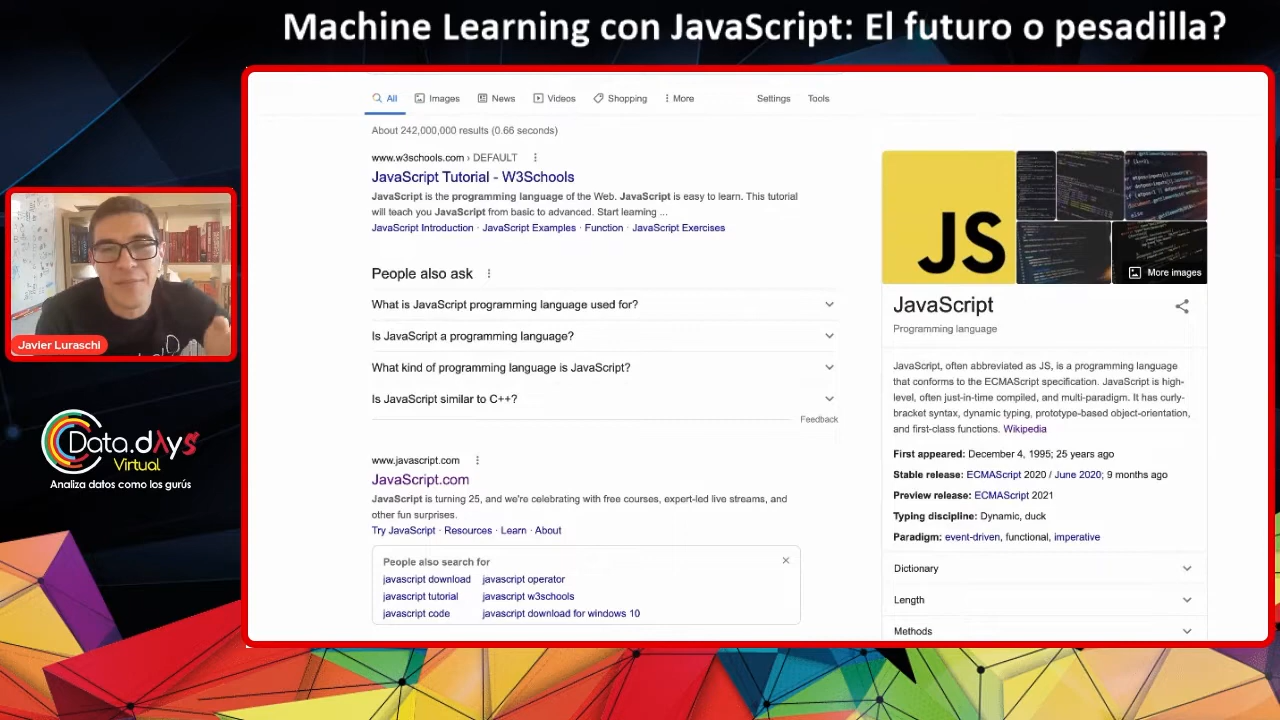 Machine Learning con JavaScript: El futuro o pesadilla?
All Images News Videos Shopping More Settings Tools
About 242,000,000 results (0.66 seconds)
www.w3schools.com › DEFAULT
JavaScript Tutorial - W3Schools
JavaScript is the programming language of the Web. JavaScript is easy to learn. This tutorial
will teach you JavaScript from basic to advanced. Start learning ...
JavaScript Introduction · JavaScript Examples · Function · JavaScript Exercises
People also ask
What is JavaScript programming language used for?
Is JavaScript a programming language?
What kind of programming language is JavaScript?
Is JavaScript similar to C++?
Feedback
www.javascript.com
JavaScript.com
JavaScript is turning 25, and we're celebrating with free courses, expert-led live streams, and
other fun surprises.
Try JavaScript · Resources · Learn · About
People also search for
javascript download javascript operator
javascript tutorial javascript w3schools
javascript code javascript download for windows 10
JS
More images
JavaScript
Programming language
JavaScript, often abbreviated as JS, is a programming language
that conforms to the ECMAScript specification. JavaScript is high-
level, often just-in-time compiled, and multi-paradigm. It has curly-
bracket syntax, dynamic typing, prototype-based object-orientation,
and first-class functions. Wikipedia
First appeared: December 4, 1995; 25 years ago
Stable release: ECMAScript 2020 / June 2020; 9 months ago
Preview release: ECMAScript 2021
Typing discipline: Dynamic, duck
Paradigm: event-driven, functional, imperative
Dictionary
Length
Methods
Javier Luraschi
Data.dAys
Virtual
Analiza datos como los gurús